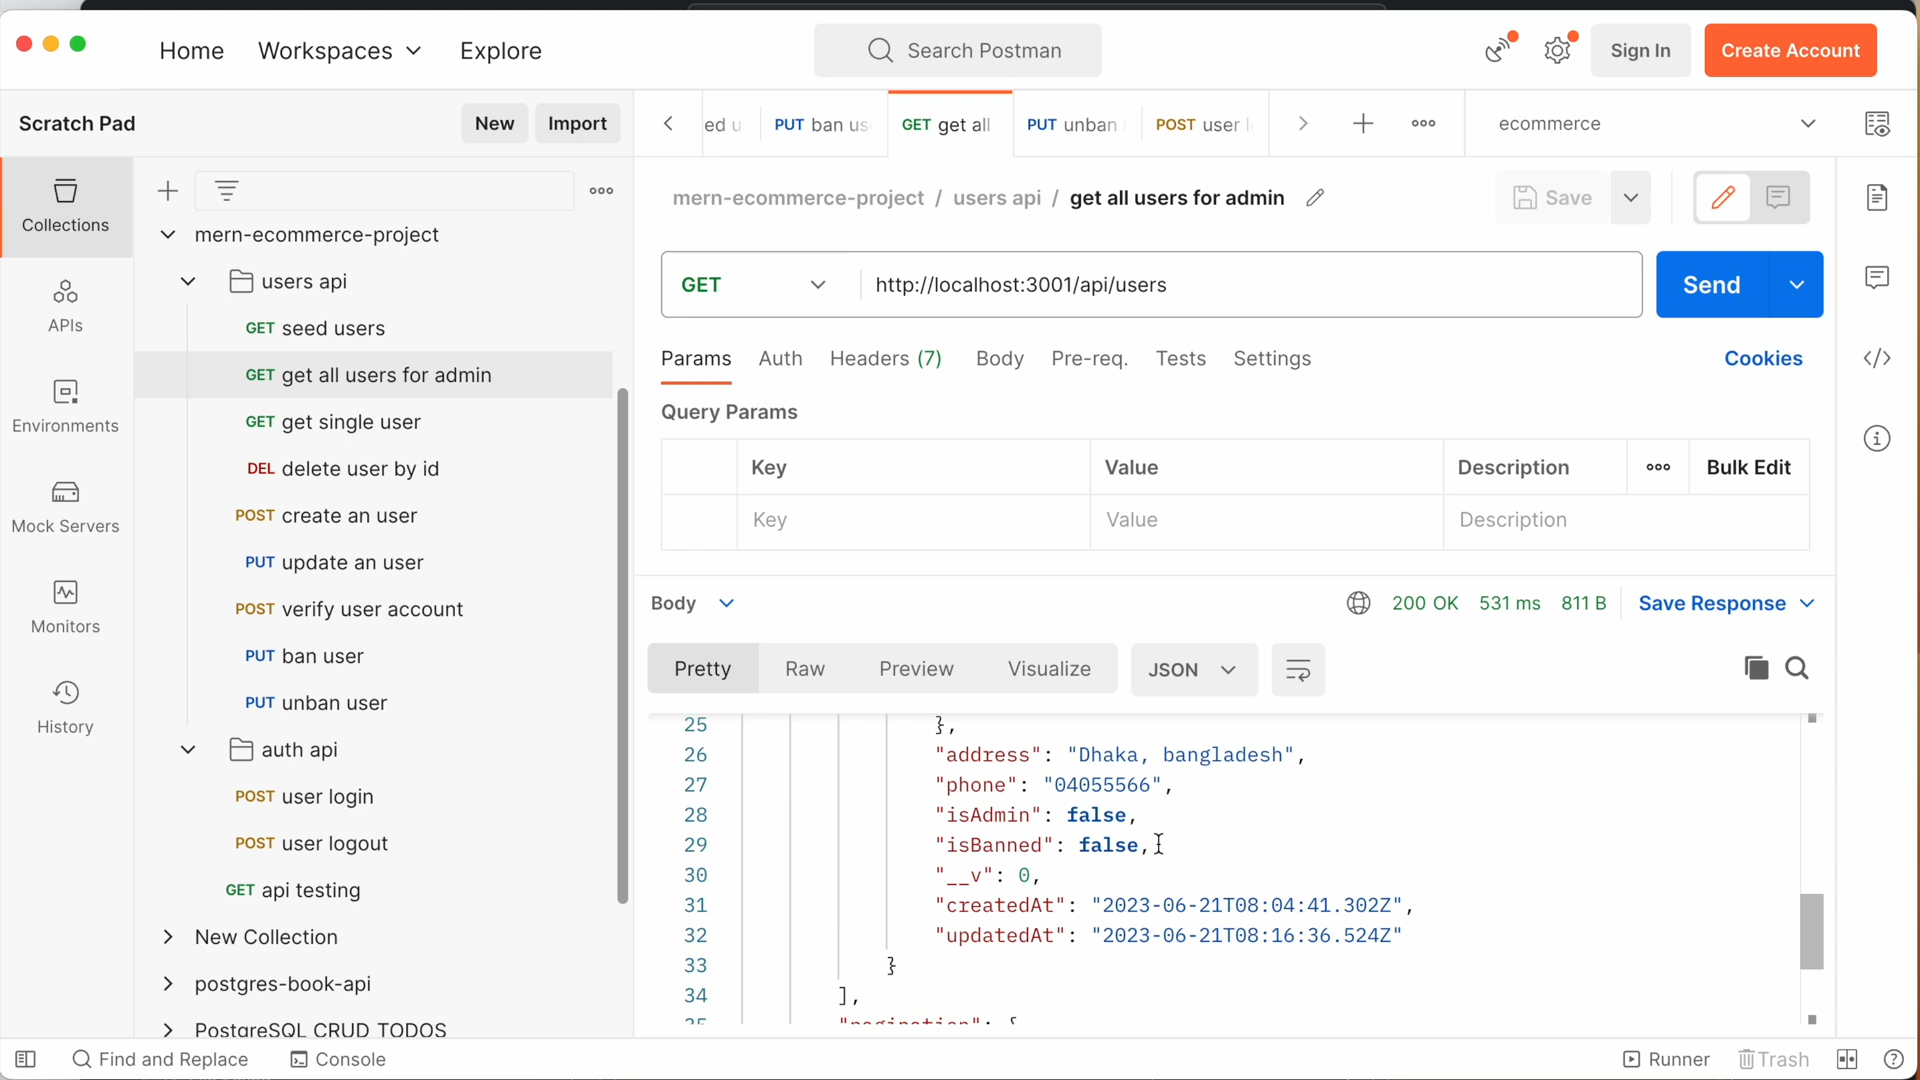 Home Workspaces Explore Search Postman Sign In Create Account
Scratch Pad New Import
ed u PUT ban us GET get all PUT unban POST user ecommerce
mern-ecommerce-project / users api / get all users for admin Save
GET http://localhost:3001/api/users Send
Params Auth Headers (7) Body Pre-req. Tests Settings Cookies
Query Params
Key Value Description Bulk Edit
Key Value Description
Body 200 OK 531 ms 811 B Save Response
Pretty Raw Preview Visualize JSON
25 },
26 "address": "Dhaka, bangladesh",
27 "phone": "04055566",
28 "isAdmin": false,
29 "isBanned": false,
30 "__v": 0,
31 "createdAt": "2023-06-21T08:04:41.302Z",
32 "updatedAt": "2023-06-21T08:16:36.524Z"
33 }
34 ],
35 "pagination": {
Collections
APIs
Environments
Mock Servers
Monitors
History
mern-ecommerce-project
users api
GET seed users
GET get all users for admin
GET get single user
DEL delete user by id
POST create an user
PUT update an user
POST verify user account
PUT ban user
PUT unban user
auth api
POST user login
POST user logout
GET api testing
New Collection
postgres-book-api
PostgreSQL CRUD TODOS
Find and Replace Console Runner Trash